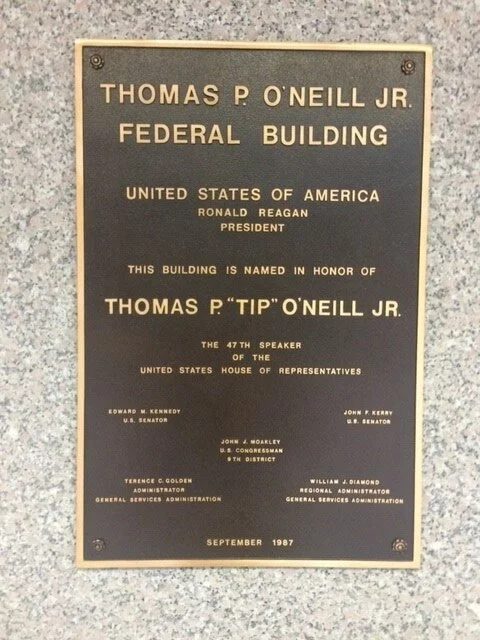 THOMAS P. O'NEILL JR.
FEDERAL BUILDING
UNITED STATES OF AMERICA
RONALD REAGAN
PRESIDENT
THIS BUILDING IS NAMED IN HONOR OF
THOMAS P. "TIP" O'NEILL JR.
THE 47TH SPEAKER
OF THE
UNITED STATES HOUSE OF REPRESENTATIVES
EDWARD M. KENNEDY
U.S. SENATOR
JOHN F. KERRY
U.S. SENATOR
JOHN J. MOAKLEY
U.S. CONGRESSMAN
9TH DISTRICT
TERENCE C. GOLDEN
ADMINISTRATOR
GENERAL SERVICES ADMINISTRATION
WILLIAM J. DIAMOND
REGIONAL ADMINISTRATOR
GENERAL SERVICES ADMINISTRATION
SEPTEMBER 1987